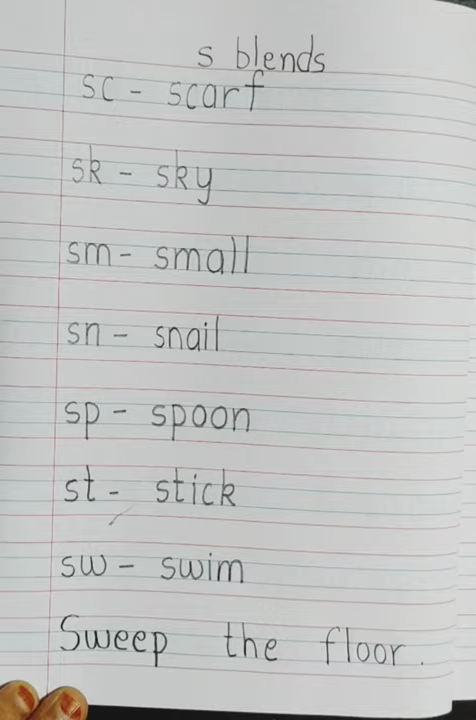 s blends
sc - scarf
sk - sky
sm - small
sn - snail
sp - spoon
st - stick
sw - swim
Sweep the floor.